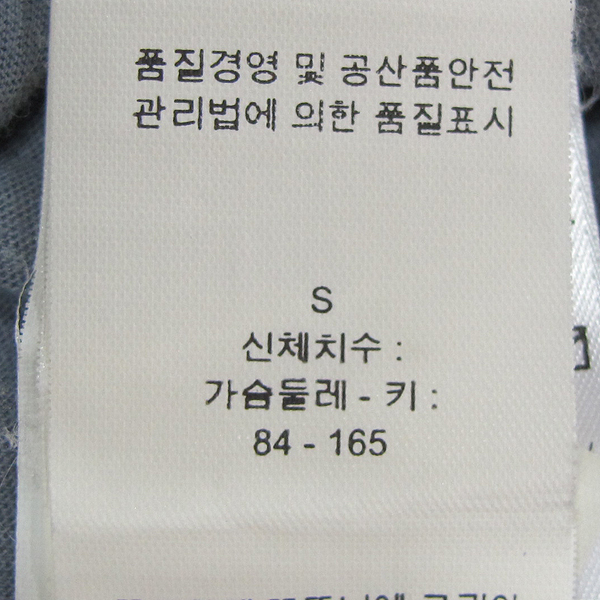 품질경영 및 공산품안전
관리법에 의한 품질표시
S
신체치수 :
가슴둘레 - 키 :
84 - 165